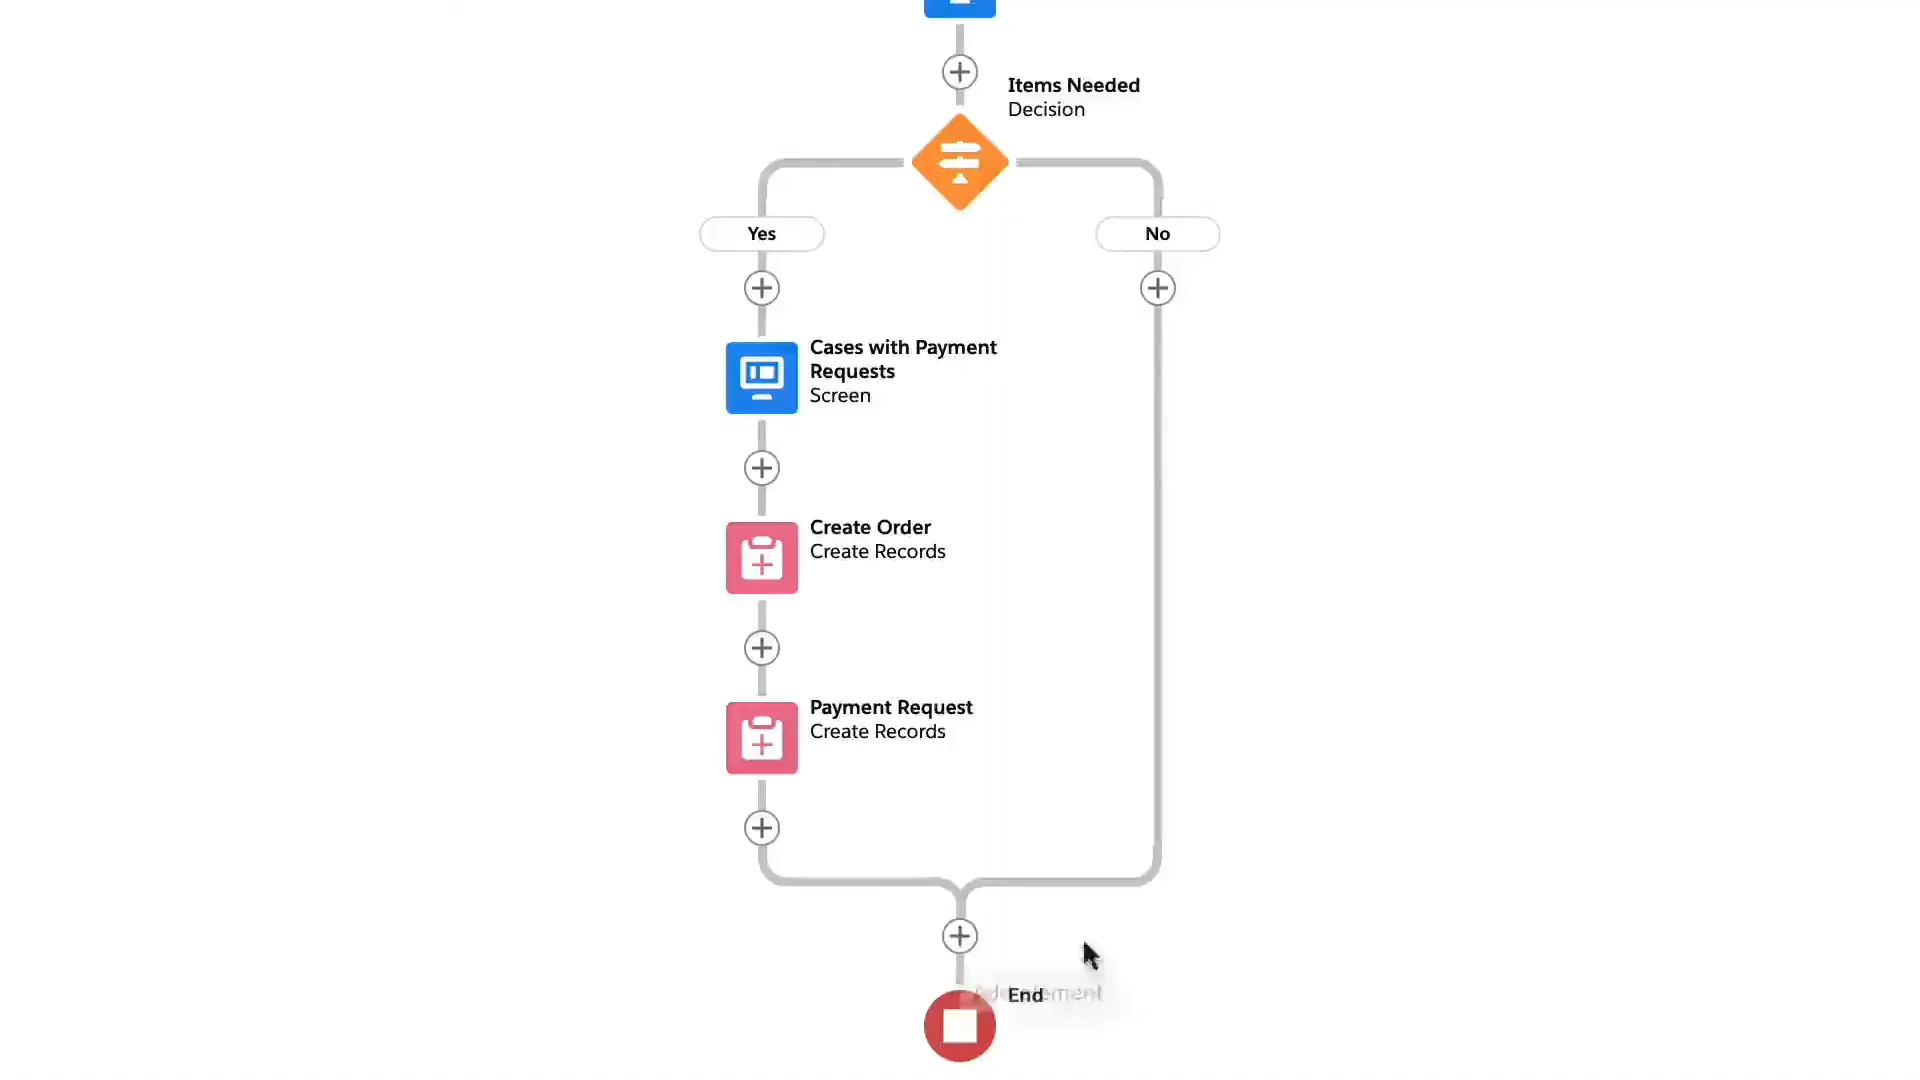 Items Needed
Decision
Yes
No
Cases with Payment
Requests
Screen
Create Order
Create Records
Payment Request
Create Records
End